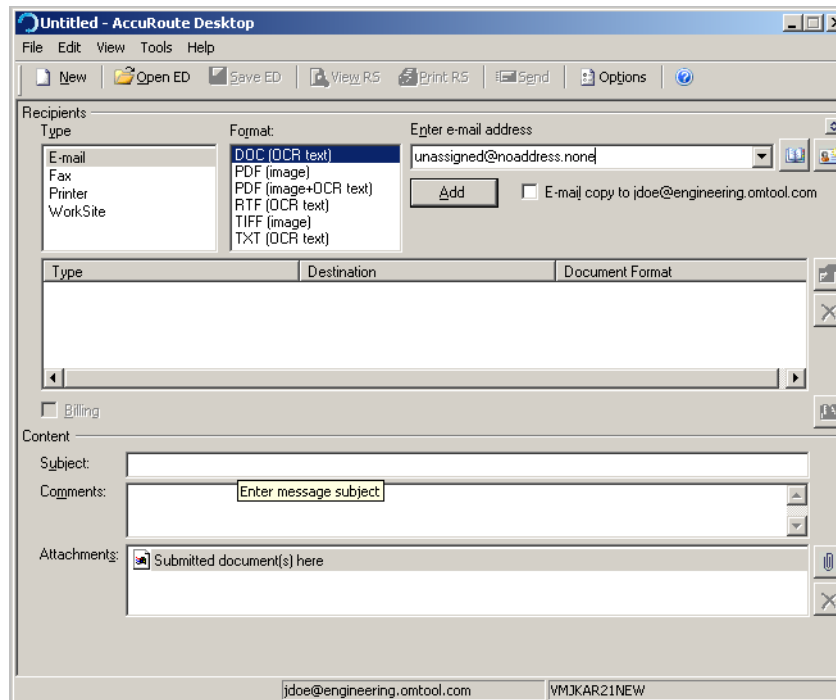 Untitled - AccuRoute Desktop
File Edit View Tools Help
New Open ED Save ED View RS Print RS Send Options
Recipients
Type
Format:
Enter e-mail address
E-mail
Fax
Printer
WorkSite
DOC (OCR text)
PDF (image)
PDF (image+OCR text)
RTF (OCR text)
TIFF (image)
TXT (OCR text)
unassigned@noaddress.none
Add
E-mail copy to jdoe@engineering.omtool.com
Type Destination Document Format
Billing
Content
Subject:
Enter message subject
Comments:
Attachments:
Submitted document(s) here
jdoe@engineering.omtool.com VMJKAR21NEW